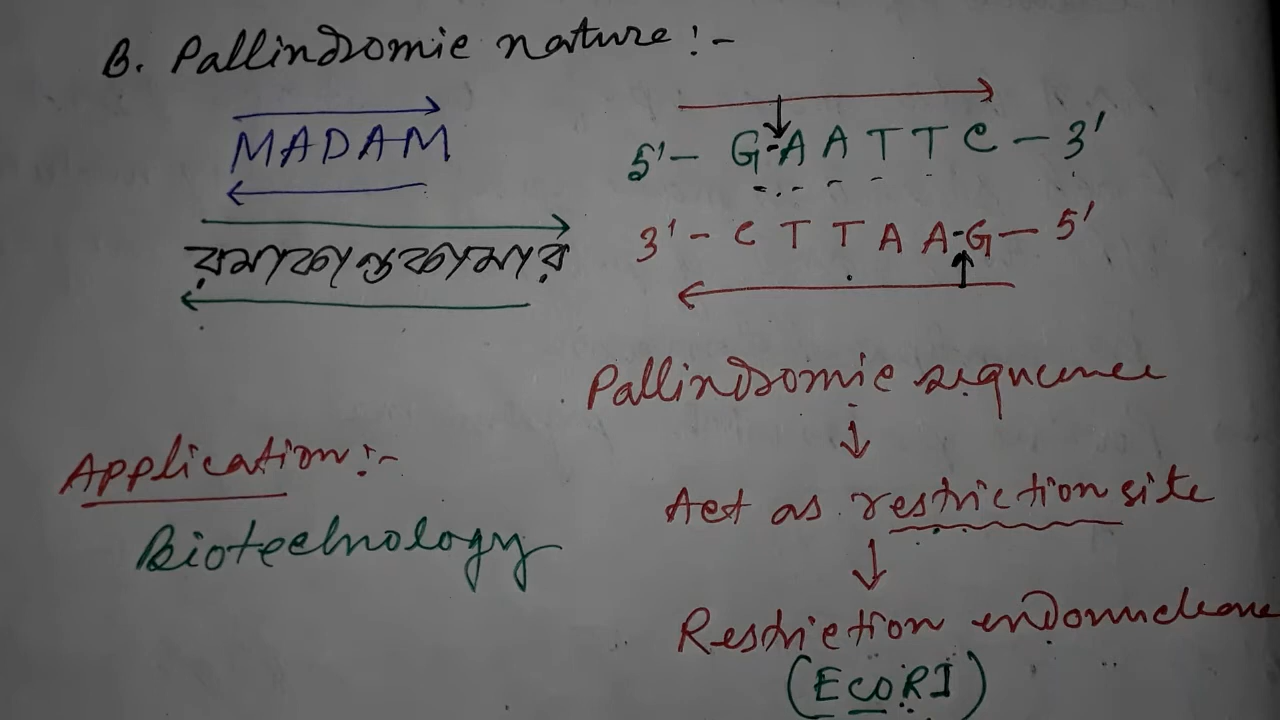 B. Pallindromic nature :-
MADAM
রমাকান্তকামার
5' - G-A A T T C - 3'
3' - C T T A A-G - 5'
Pallindromic sequence
↓
Act as restriction site
↓
Restriction endonuclease
(EcoRI)
Application :-
Biotechnology